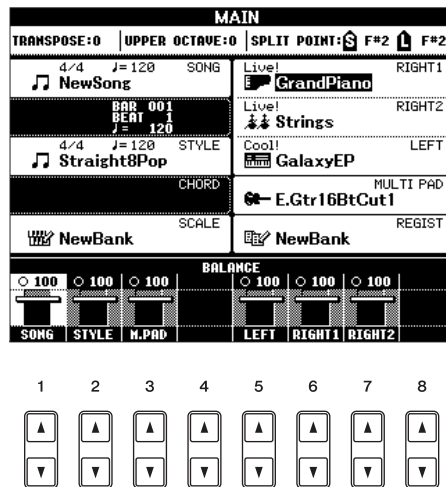 MAIN
TRANSPOSE:0 UPPER OCTAVE:0 SPLIT POINT:S F#2 L F#2
4/4 ♩=120 SONG
NewSong
BAR 001
BEAT 1
♩= 120
4/4 ♩=120 STYLE
Straight8Pop
CHORD
SCALE
NewBank
Live! RIGHT1
GrandPiano
Live! RIGHT2
Strings
Cool! LEFT
GalaxyEP
MULTI PAD
E.Gtr16BtCut1
REGIST
NewBank
BALANCE
100 100 100 100 100 100
SONG STYLE M.PAD LEFT RIGHT1 RIGHT2
1 2 3 4 5 6 7 8